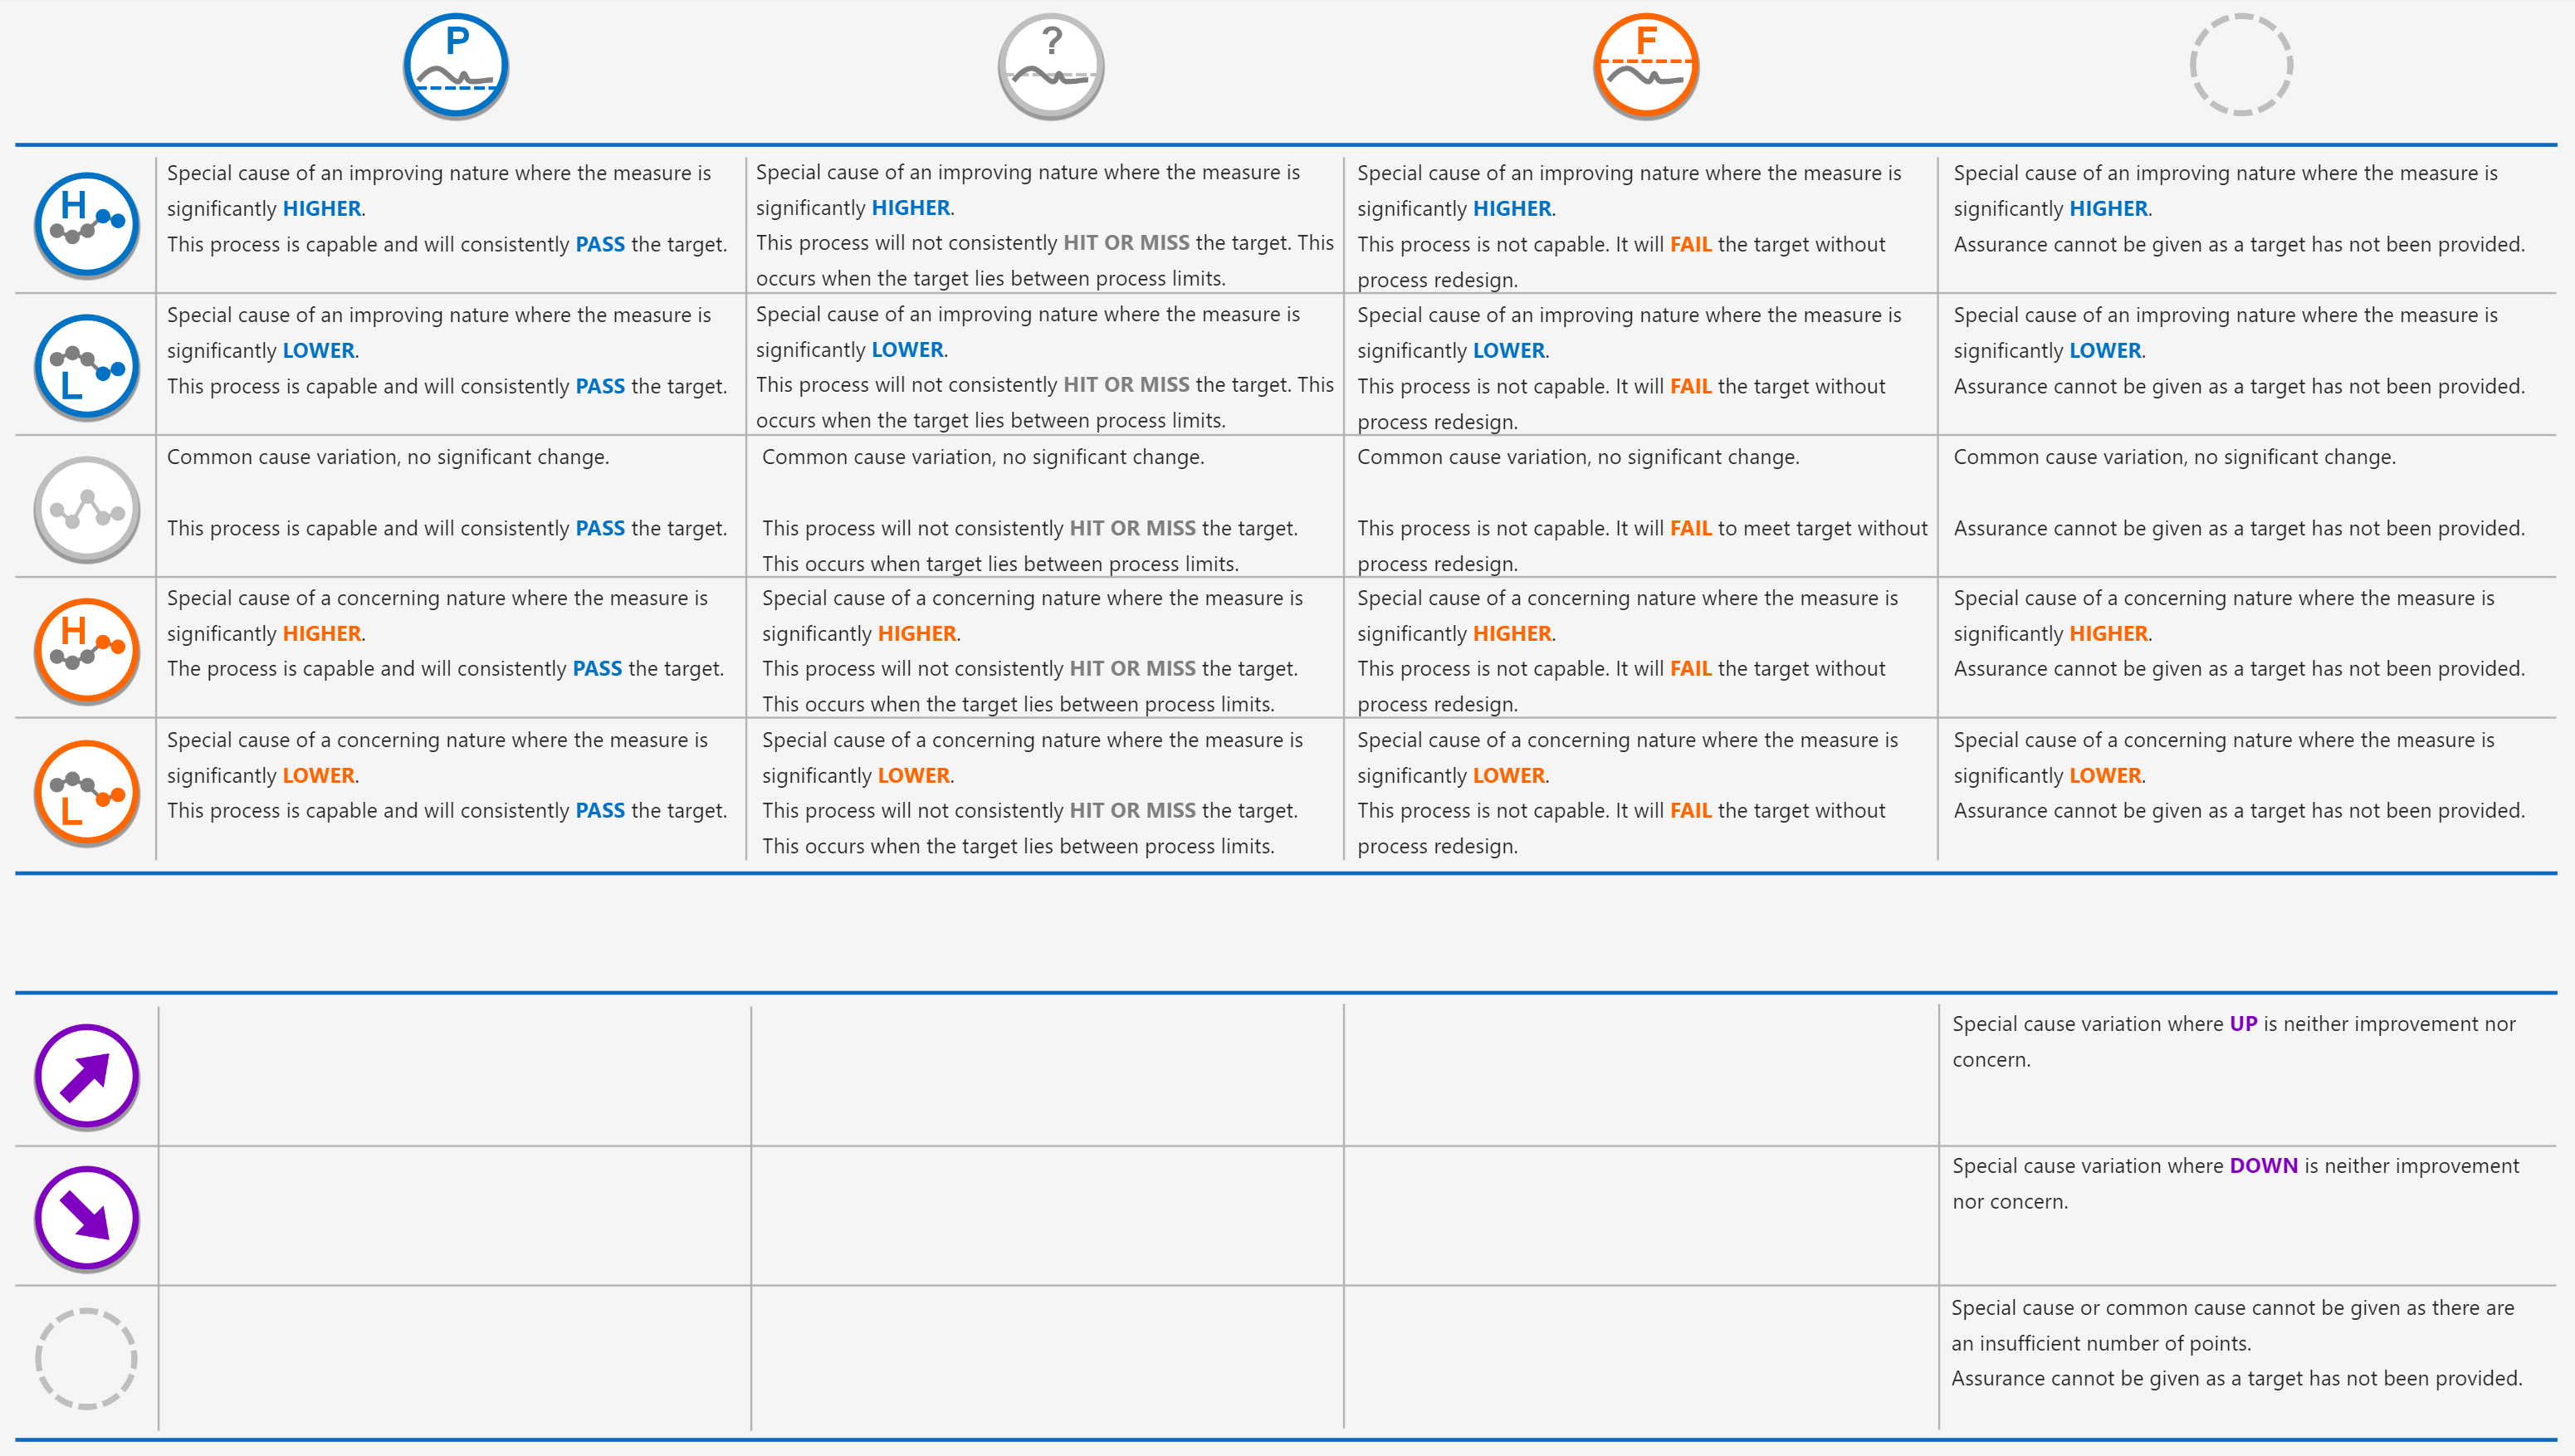 P
?
F
H
Special cause of an improving nature where the measure is
significantly HIGHER.
This process is capable and will consistently PASS the target.
Special cause of an improving nature where the measure is
significantly HIGHER.
This process will not consistently HIT OR MISS the target. This
occurs when the target lies between process limits.
Special cause of an improving nature where the measure is
significantly HIGHER.
This process is not capable. It will FAIL the target without
process redesign.
Special cause of an improving nature where the measure is
significantly HIGHER.
Assurance cannot be given as a target has not been provided.
L
Special cause of an improving nature where the measure is
significantly LOWER.
This process is capable and will consistently PASS the target.
Special cause of an improving nature where the measure is
significantly LOWER.
This process will not consistently HIT OR MISS the target. This
occurs when the target lies between process limits.
Special cause of an improving nature where the measure is
significantly LOWER.
This process is not capable. It will FAIL the target without
process redesign.
Special cause of an improving nature where the measure is
significantly LOWER.
Assurance cannot be given as a target has not been provided.
Common cause variation, no significant change.
This process is capable and will consistently PASS the target.
Common cause variation, no significant change.
This process will not consistently HIT OR MISS the target.
This occurs when target lies between process limits.
Common cause variation, no significant change.
This process is not capable. It will FAIL to meet target without
process redesign.
Common cause variation, no significant change.
Assurance cannot be given as a target has not been provided.
H
Special cause of a concerning nature where the measure is
significantly HIGHER.
The process is capable and will consistently PASS the target.
Special cause of a concerning nature where the measure is
significantly HIGHER.
This process will not consistently HIT OR MISS the target.
This occurs when the target lies between process limits.
Special cause of a concerning nature where the measure is
significantly HIGHER.
This process is not capable. It will FAIL the target without
process redesign.
Special cause of a concerning nature where the measure is
significantly HIGHER.
Assurance cannot be given as a target has not been provided.
L
Special cause of a concerning nature where the measure is
significantly LOWER.
This process is capable and will consistently PASS the target.
Special cause of a concerning nature where the measure is
significantly LOWER.
This process will not consistently HIT OR MISS the target.
This occurs when the target lies between process limits.
Special cause of a concerning nature where the measure is
significantly LOWER.
This process is not capable. It will FAIL the target without
process redesign.
Special cause of a concerning nature where the measure is
significantly LOWER.
Assurance cannot be given as a target has not been provided.
Special cause variation where UP is neither improvement nor
concern.
Special cause variation where DOWN is neither improvement
nor concern.
Special cause or common cause cannot be given as there are
an insufficient number of points.
Assurance cannot be given as a target has not been provided.